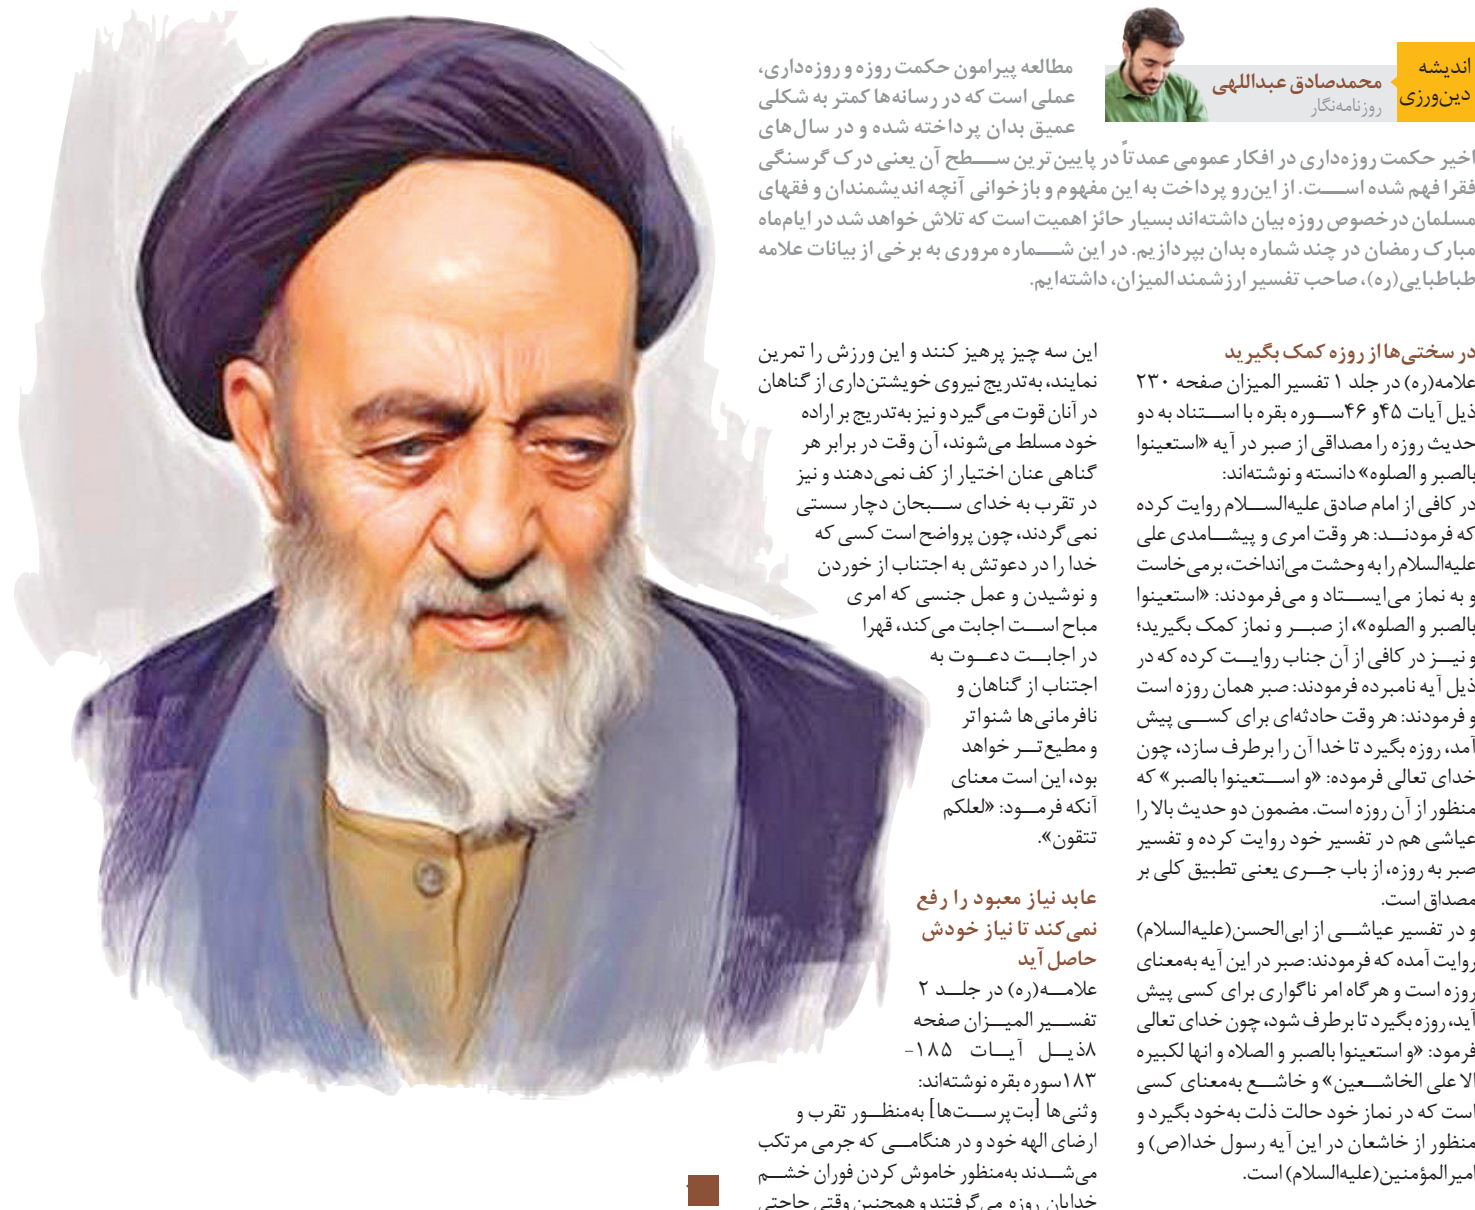 اندیشه
دین‌ورزی
محمدصادق عبداللهی
روزنامه‌نگار
مطالعه پیرامون حکمت روزه و روزه‌داری،
عملی است که در رسانه‌ها کمتر به شکلی
عمیق بدان پرداخته شده و در سال‌های
اخیر حکمت روزه‌داری در افکار عمومی عمدتاً در پایین‌ترین سطح آن یعنی درک گرسنگی
فقرا فهم شده است. از این‌رو پرداخت به این مفهوم و بازخوانی آنچه اندیشمندان و فقهای
مسلمان درخصوص روزه بیان داشته‌اند بسیار حائز اهمیت است که تلاش خواهد شد در ایام‌ماه
مبارک رمضان در چند شماره بدان بپردازیم. در این شماره مروری به برخی از بیانات علامه
طباطبایی(ره)، صاحب تفسیر ارزشمند المیزان، داشته‌ایم.
در سختی‌ها از روزه کمک بگیرید
علامه(ره) در جلد ۱ تفسیر المیزان صفحه ۲۳۰
ذیل آیات ۴۵و ۴۶سوره بقره با استناد به دو
حدیث روزه را مصداقی از صبر در آیه «استعینوا
بالصبر و الصلوه» دانسته و نوشته‌اند:
در کافی از امام صادق علیه‌السلام روایت کرده
که فرمودند: هر وقت امری و پیشامدی علی
علیه‌السلام را به وحشت می‌انداخت، برمی‌خاست
و به نماز می‌ایستاد و می‌فرمودند: «استعینوا
بالصبر و الصلوه»، از صبر و نماز کمک بگیرید؛
و نیز در کافی از آن جناب روایت کرده که در
ذیل آیه نامبرده فرمودند: صبر همان روزه است
و فرمودند: هر وقت حادثه‌ای برای کسی پیش
آمد، روزه بگیرد تا خدا آن را برطرف سازد، چون
خدای تعالی فرموده: «و استعینوا بالصبر» که
منظور از آن روزه است. مضمون دو حدیث بالا را
عیاشی هم در تفسیر خود روایت کرده و تفسیر
صبر به روزه، از باب جری یعنی تطبیق کلی بر
مصداق است.
و در تفسیر عیاشی از ابی‌الحسن(علیه‌السلام)
روایت آمده که فرمودند: صبر در این آیه به‌معنای
روزه است و هر گاه امر ناگواری برای کسی پیش
آید، روزه بگیرد تا برطرف شود، چون خدای تعالی
فرمود: «و استعینوا بالصبر و الصلاه و انها لکبیره
الا علی الخاشعین» و خاشع به‌معنای کسی
است که در نماز خود حالت ذلت به‌خود بگیرد و
منظور از خاشعان در این آیه رسول خدا(ص) و
امیرالمؤمنین(علیه‌السلام) است.
این سه چیز پرهیز کنند و این ورزش را تمرین
نمایند، به‌تدریج نیروی خویشتن‌داری از گناهان
در آنان قوت می‌گیرد و نیز به‌تدریج بر اراده
خود مسلط می‌شوند، آن وقت در برابر هر
گناهی عنان اختیار از کف نمی‌دهند و نیز
در تقرب به خدای سبحان دچار سستی
نمی‌گردند، چون پرواضح است کسی که
خدا را در دعوتش به اجتناب از خوردن
و نوشیدن و عمل جنسی که امری
مباح است اجابت می‌کند، قهرا
در اجابت دعوت به
اجتناب از گناهان و
نافرمانی‌ها شنواتر
و مطیع‌تر خواهد
بود، این است معنای
آنکه فرمود: «لعلکم
تتقون».
عابد نیاز معبود را رفع
نمی‌کند تا نیاز خودش
حاصل آید
علامه(ره) در جلد ۲
تفسیر المیزان صفحه
۸ذیل آیات ۱۸۵-
۱۸۳سوره بقره نوشته‌اند:
وثنی‌ها [بت‌پرست‌ها] به‌منظور تقرب و
ارضای الهه خود و در هنگامی که جرمی مرتکب
می‌شدند به‌منظور خاموش کردن فوران خشم
خدایان روزه می‌گرفتند و همچنین وقتی حاجتی